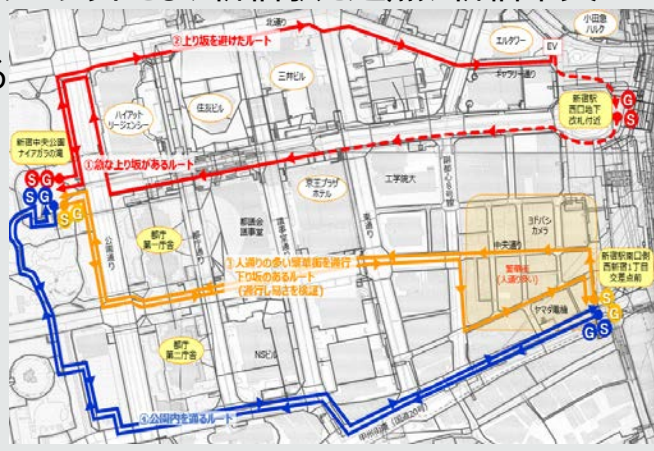 北通り
小田急
ハルク
②上り坂を避けたルート
エルタワー
EV
三井ビル
ギャラリー通り
住友ビル
ハイアット
リージェンシー
新宿駅
西口地下
改札付近
G
S
新宿中央公園
ナイアガラの滝
①急な上り坂があるルート
S G
S G
S G
工学院大
京王プラザ
ホテル
ヨドバシ
カメラ
都庁
第一庁舎
都議会
議事堂
議事堂通り
東通り
公園通り
中央通り
繁華街
(人通り多い)
新宿駅南口側
西新宿1丁目
交差点前
人通りの多い繁華街を通行
下り坂のあるルート
(通行し易さを検証)
ヤマダ電機
S
G
G S
都庁
第二庁舎
NSビル
④公園内を通るルート
甲州街道(国道20号)